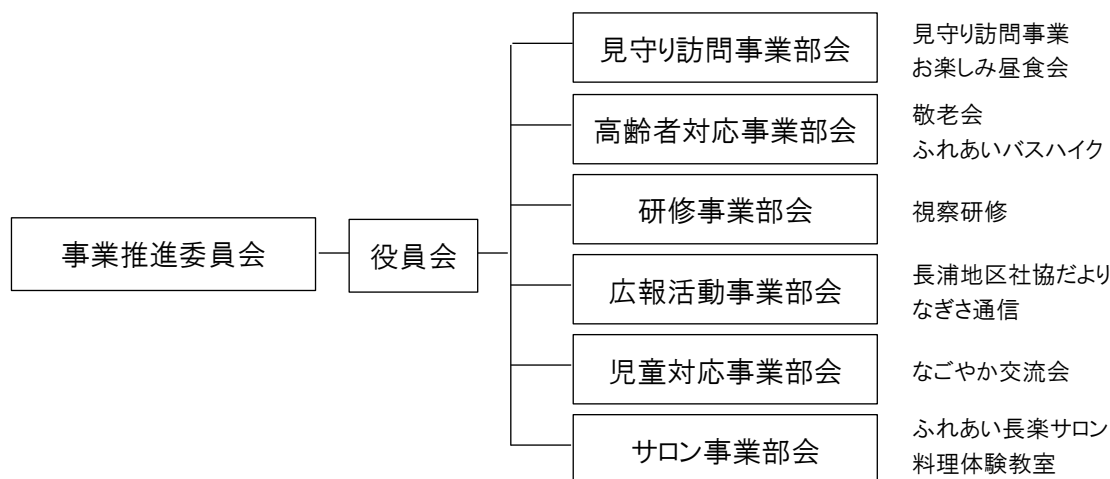 事業推進委員会
役員会
見守り訪問事業部会
見守り訪問事業
お楽しみ昼食会
高齢者対応事業部会
敬老会
ふれあいバスハイク
研修事業部会
視察研修
広報活動事業部会
長浦地区社協だより
なぎさ通信
児童対応事業部会
なごやか交流会
サロン事業部会
ふれあい長楽サロン
料理体験教室